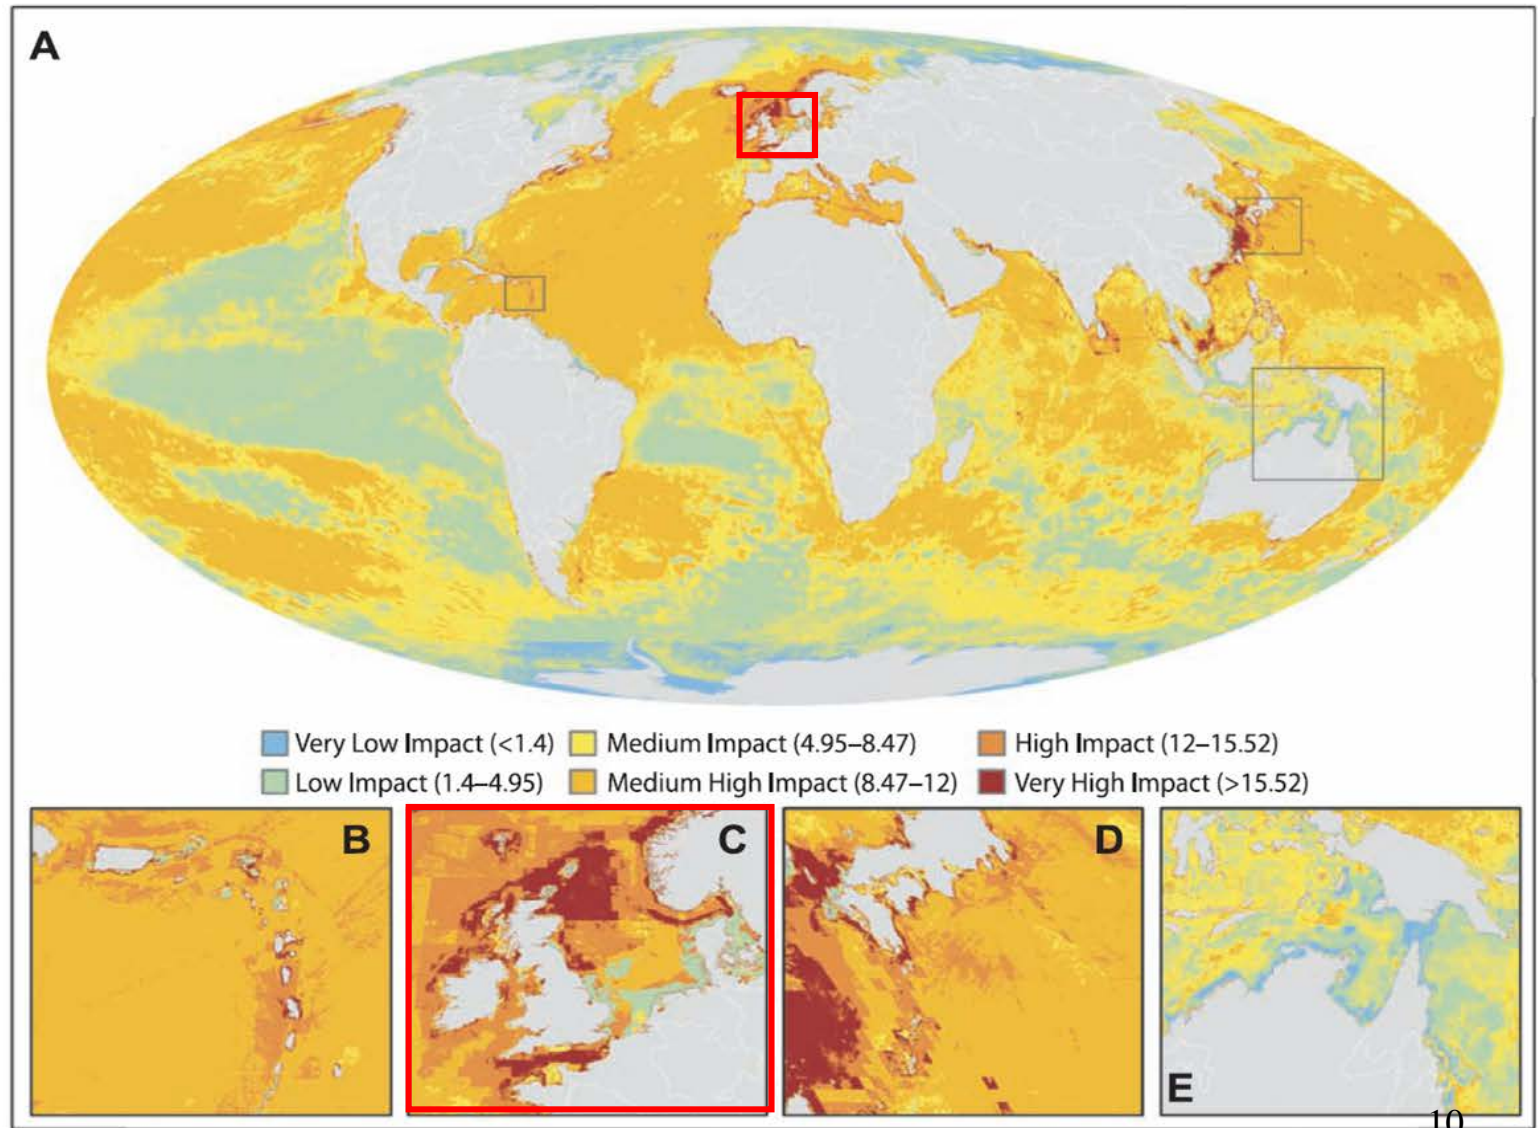 A
Very Low Impact (<1.4) Medium Impact (4.95–8.47) High Impact (12–15.52)
Low Impact (1.4–4.95) Medium High Impact (8.47–12) Very High Impact (>15.52)
B
C
D
E
10